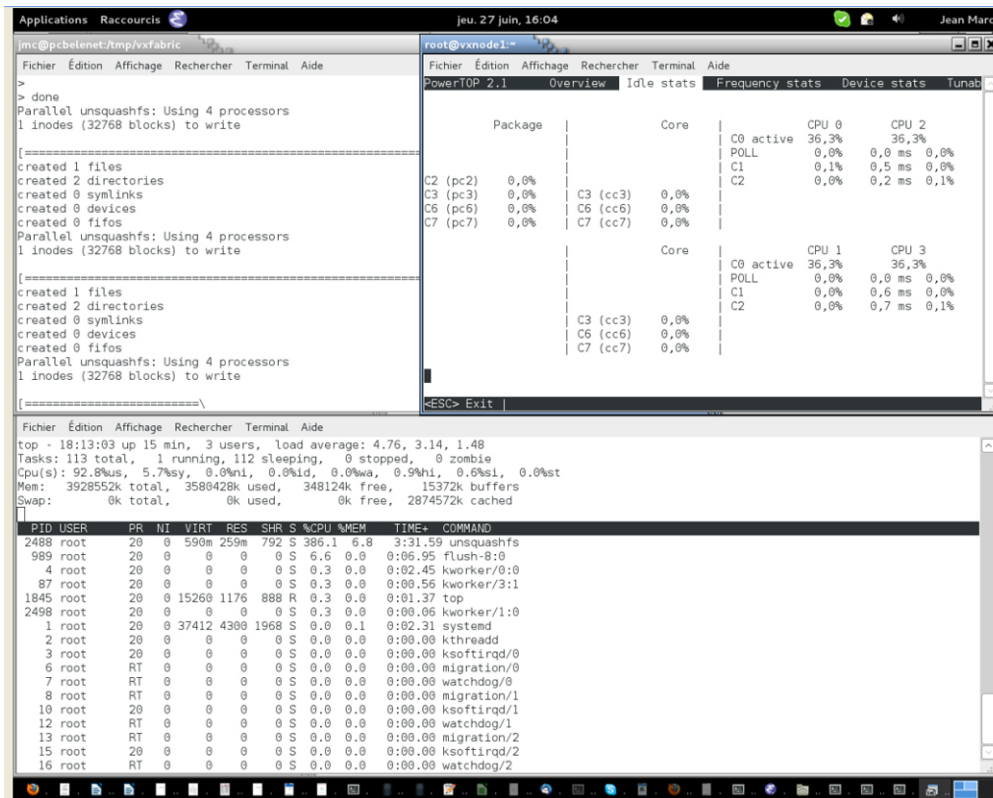 Applications Raccourcis
jeu. 27 juin, 16:04
Jean Marc
jmc@pcbelenet:/tmp/vxfabric
Fichier Édition Affichage Rechercher Terminal Aide
>
> done
Parallel unsquashfs: Using 4 processors
1 inodes (32768 blocks) to write
[=====================================================
created 1 files
created 2 directories
created 0 symlinks
created 0 devices
created 0 fifos
Parallel unsquashfs: Using 4 processors
1 inodes (32768 blocks) to write
[=====================================================
created 1 files
created 2 directories
created 0 symlinks
created 0 devices
created 0 fifos
Parallel unsquashfs: Using 4 processors
1 inodes (32768 blocks) to write
[=========================\
root@vxnode1:~
Fichier Édition Affichage Rechercher Terminal Aide
PowerTOP 2.1 Overview Idle stats Frequency stats Device stats Tunab
Package | Core | CPU 0 CPU 2
| | C0 active 36,3% 36,3%
| | POLL 0,0% 0,0 ms 0,0%
| | C1 0,1% 0,5 ms 0,0%
C2 (pc2) 0,0% | | C2 0,0% 0,2 ms 0,1%
C3 (pc3) 0,0% | C3 (cc3) 0,0% |
C6 (pc6) 0,0% | C6 (cc6) 0,0% |
C7 (pc7) 0,0% | C7 (cc7) 0,0% |
| Core | CPU 1 CPU 3
| | C0 active 36,3% 36,3%
| | POLL 0,0% 0,0 ms 0,0%
| | C1 0,0% 0,6 ms 0,0%
| | C2 0,0% 0,7 ms 0,1%
| C3 (cc3) 0,0% |
| C6 (cc6) 0,0% |
| C7 (cc7) 0,0% |
<ESC> Exit |
Fichier Édition Affichage Rechercher Terminal Aide
top - 18:13:03 up 15 min, 3 users, load average: 4.76, 3.14, 1.48
Tasks: 113 total, 1 running, 112 sleeping, 0 stopped, 0 zombie
Cpu(s): 92.8%us, 5.7%sy, 0.0%ni, 0.0%id, 0.0%wa, 0.9%hi, 0.6%si, 0.0%st
Mem: 3928552k total, 3580428k used, 348124k free, 15372k buffers
Swap: 0k total, 0k used, 0k free, 2874572k cached
PID USER PR NI VIRT RES SHR S %CPU %MEM TIME+ COMMAND
2488 root 20 0 590m 259m 792 S 386.1 6.8 3:31.59 unsquashfs
989 root 20 0 0 0 0 S 6.6 0.0 0:06.95 flush-8:0
4 root 20 0 0 0 0 S 0.3 0.0 0:02.45 kworker/0:0
87 root 20 0 0 0 0 S 0.3 0.0 0:00.56 kworker/3:1
1845 root 20 0 15260 1176 888 R 0.3 0.0 0:01.37 top
2498 root 20 0 0 0 0 S 0.3 0.0 0:00.06 kworker/1:0
1 root 20 0 37412 4300 1968 S 0.0 0.1 0:02.31 systemd
2 root 20 0 0 0 0 S 0.0 0.0 0:00.00 kthreadd
3 root 20 0 0 0 0 S 0.0 0.0 0:00.00 ksoftirqd/0
6 root RT 0 0 0 0 S 0.0 0.0 0:00.00 migration/0
7 root RT 0 0 0 0 S 0.0 0.0 0:00.00 watchdog/0
8 root RT 0 0 0 0 S 0.0 0.0 0:00.00 migration/1
10 root 20 0 0 0 0 S 0.0 0.0 0:00.00 ksoftirqd/1
12 root RT 0 0 0 0 S 0.0 0.0 0:00.00 watchdog/1
13 root RT 0 0 0 0 S 0.0 0.0 0:00.00 migration/2
15 root 20 0 0 0 0 S 0.0 0.0 0:00.00 ksoftirqd/2
16 root RT 0 0 0 0 S 0.0 0.0 0:00.00 watchdog/2